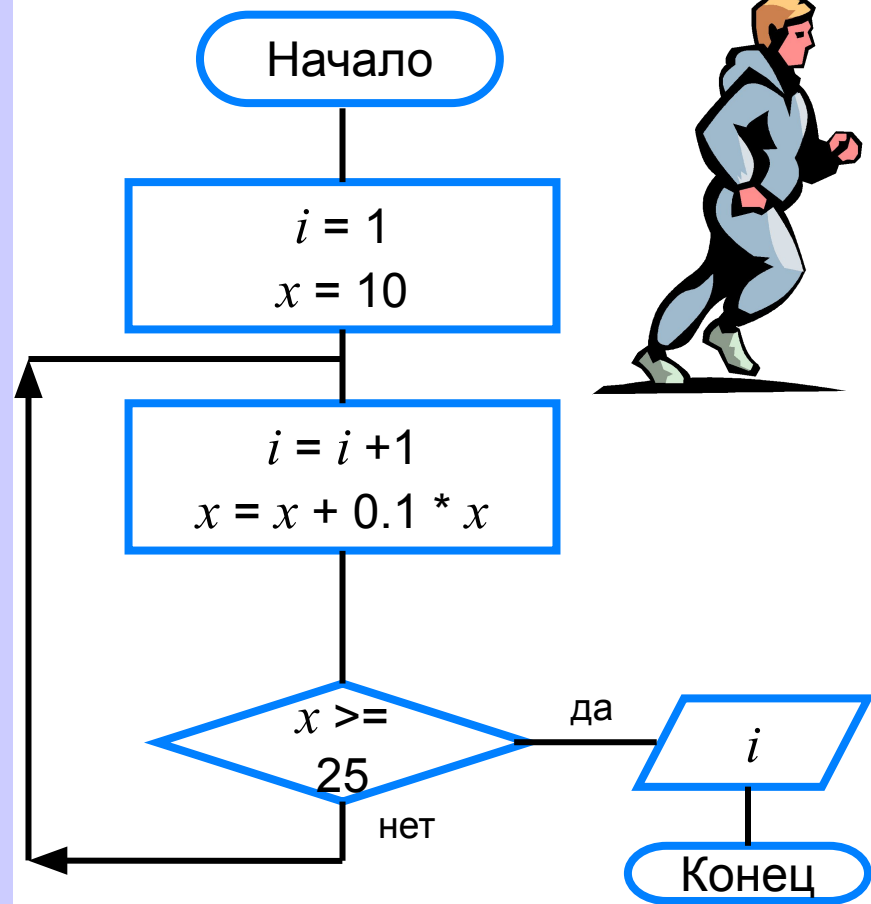 Начало
i = 1
x = 10
i = i +1
x = x + 0.1 * x
x >=
25
да
i
нет
Конец